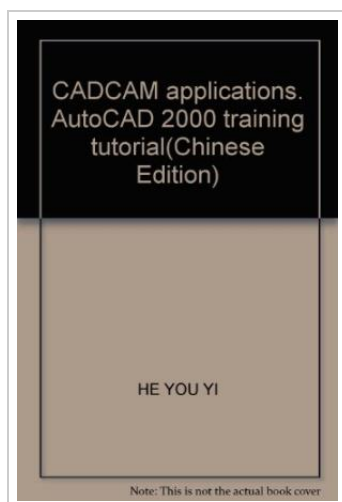 CADCAM applications.
AutoCAD 2000 training
tutorial(Chinese
Edition)
HE YOU YI
Note: This is not the actual book cover